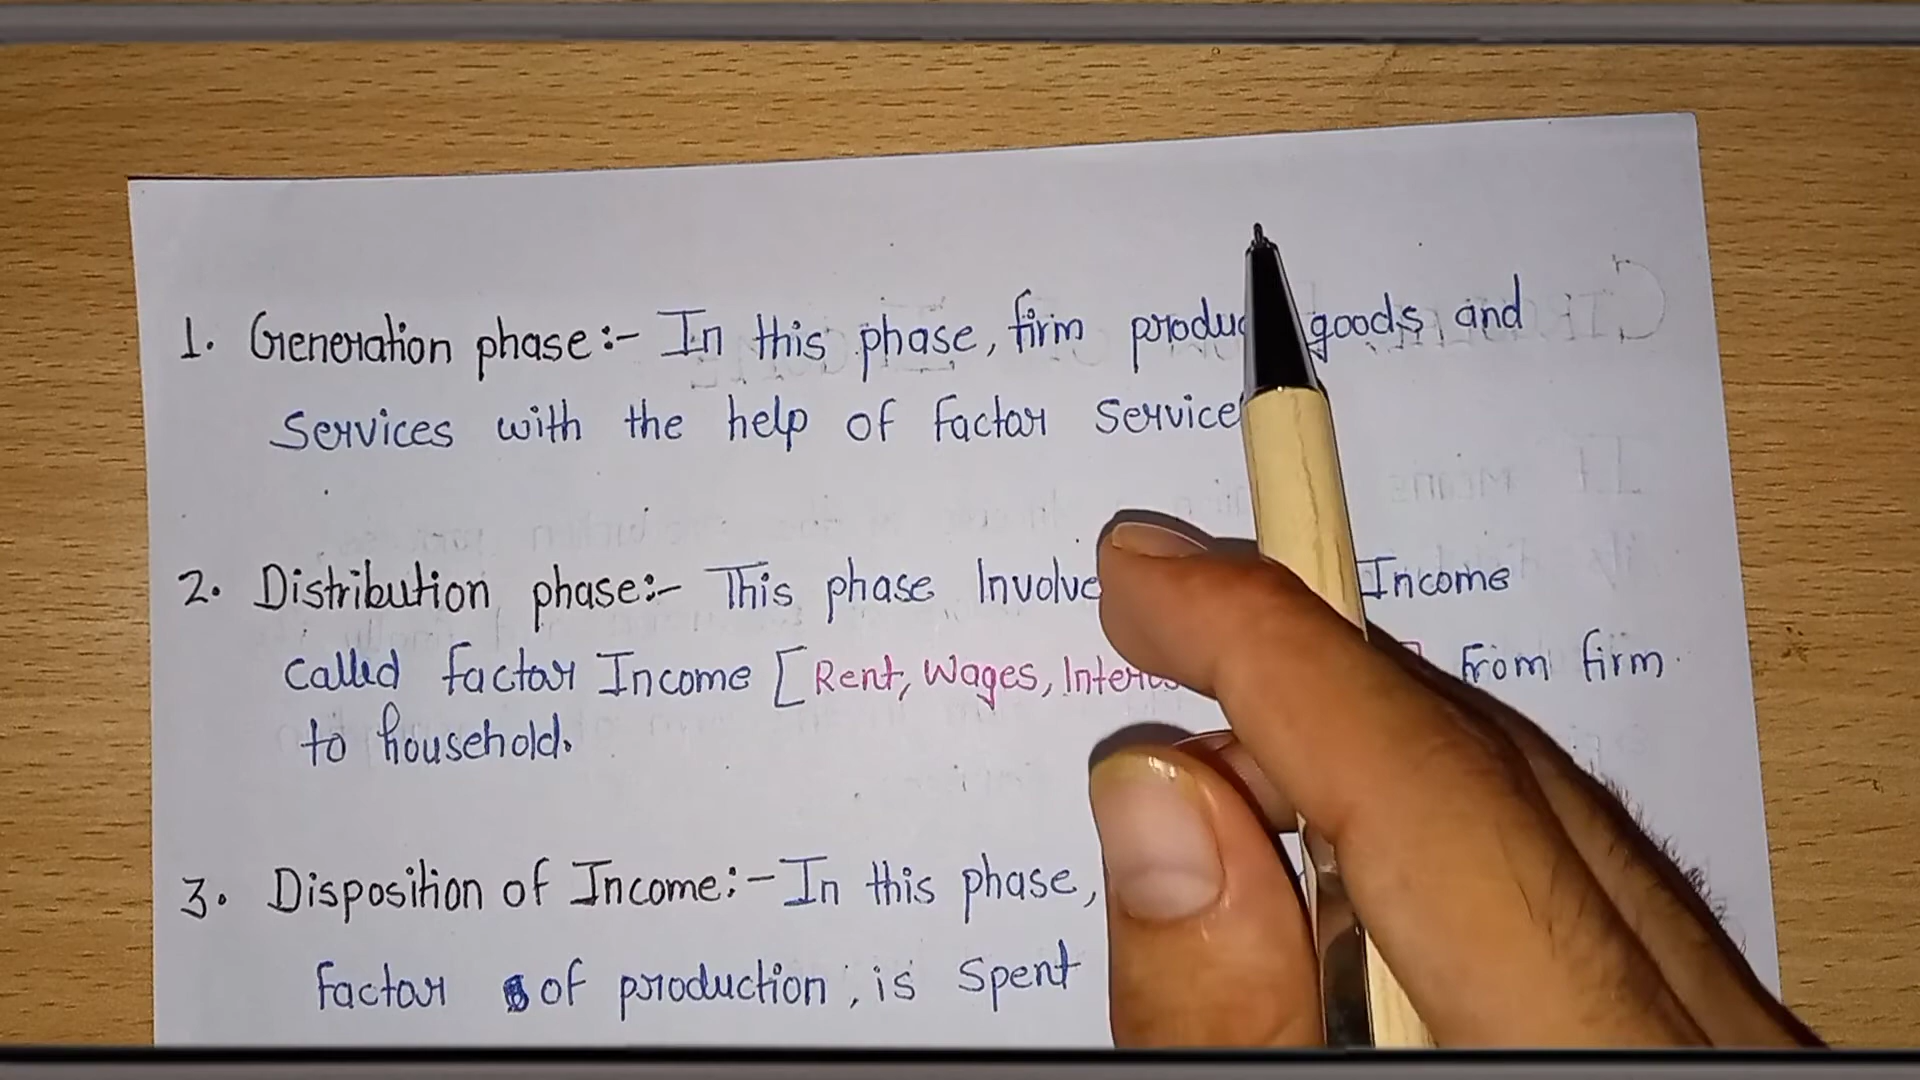 1. Generation phase:- In this phase, firm goods and
Services with the help of factor
2. Distribution phase:- This phase Income
called factor Income [Rent, Wages, ] from firm
to household.
3. Disposition of Income:- In this phase,
factor of production, is spent